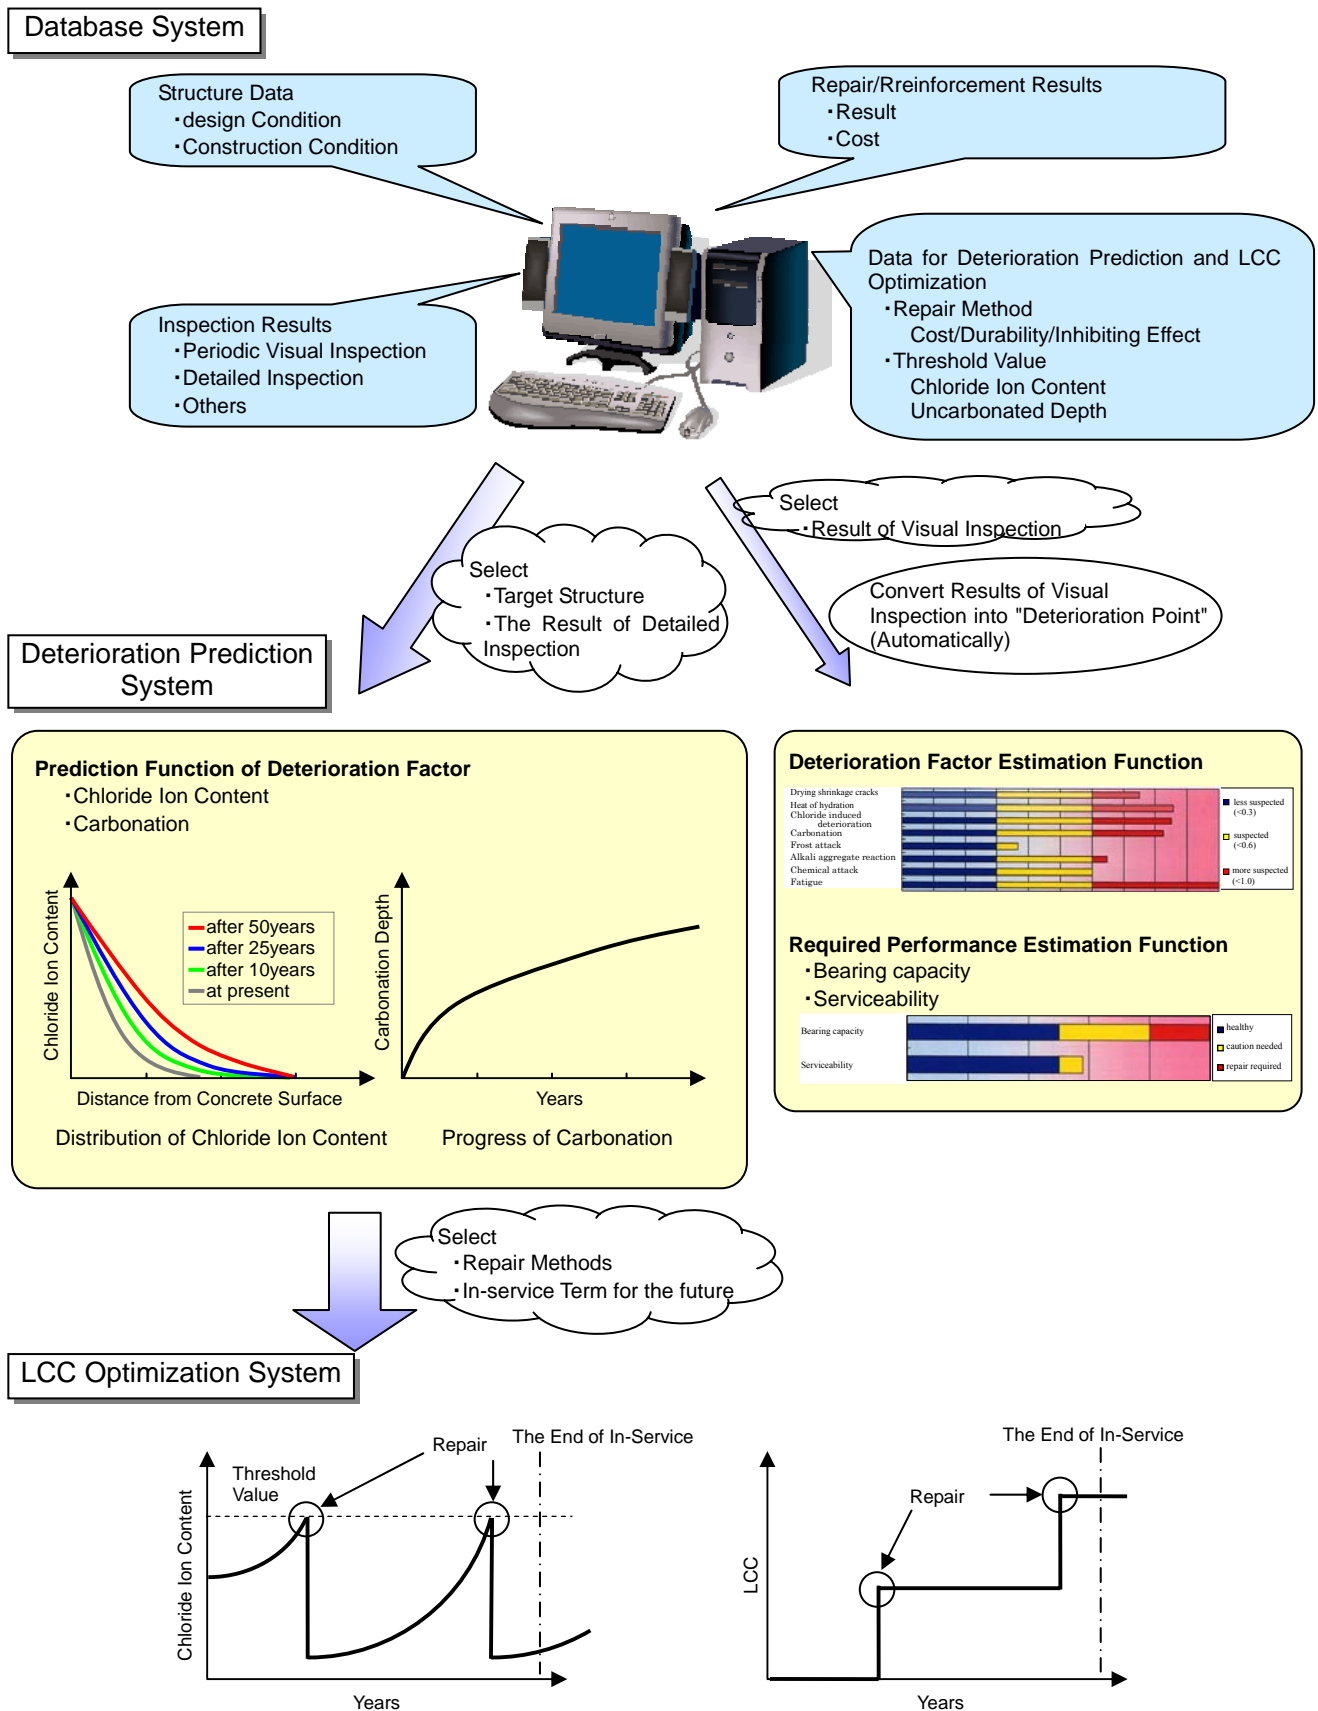 Database System
Structure Data
・design Condition
・Construction Condition
Repair/Rreinforcement Results
・Result
・Cost
Inspection Results
・Periodic Visual Inspection
・Detailed Inspection
・Others
Data for Deterioration Prediction and LCC
Optimization
・Repair Method
Cost/Durability/Inhibiting Effect
・Threshold Value
Chloride Ion Content
Uncarbonated Depth
Select
・Target Structure
・The Result of Detailed
Inspection
Select
・Result of Visual Inspection
Convert Results of Visual
Inspection into "Deterioration Point"
(Automatically)
Deterioration Prediction
System
Prediction Function of Deterioration Factor
・Chloride Ion Content
・Carbonation
Chloride Ion Content
after 50years
after 25years
after 10years
at present
Distance from Concrete Surface
Distribution of Chloride Ion Content
Carbonation Depth
Years
Progress of Carbonation
Deterioration Factor Estimation Function
Drying shrinkage cracks
Heat of hydration
Chloride induced
deterioration
Carbonation
Frost attack
Alkali aggregate reaction
Chemical attack
Fatigue
less suspected
(<0.3)
suspected
(<0.6)
more suspected
(<1.0)
Required Performance Estimation Function
・Bearing capacity
・Serviceability
Bearing capacity
Serviceability
healthy
caution needed
repair required
Select
・Repair Methods
・In-service Term for the future
LCC Optimization System
Chloride Ion Content
Threshold
Value
Repair
The End of In-Service
Years
LCC
Repair
The End of In-Service
Years